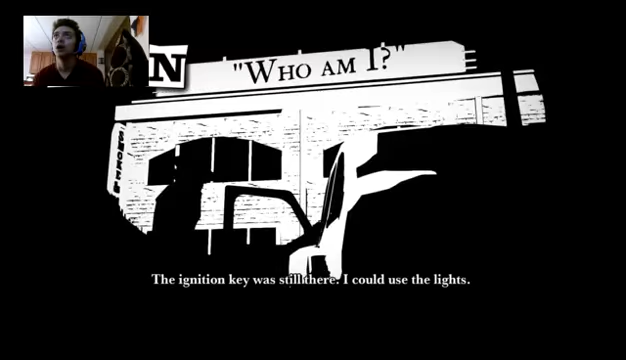 N
"WHO AM I?"
The ignition key was still there. I could use the lights.